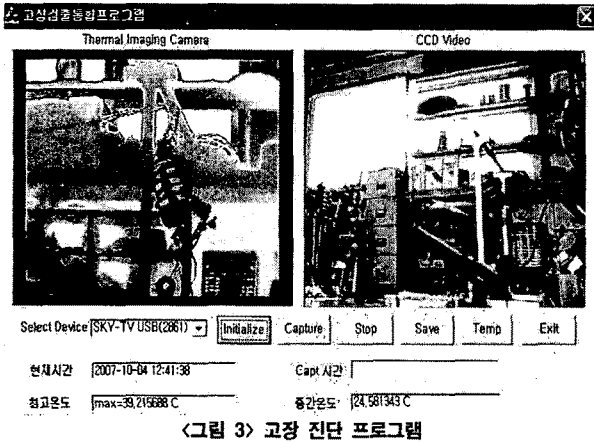 고장검출통합프로그램
Thermal Imaging Camera CCD Video
Select Device SKY-TV USB(2861) Initialize Capture Stop Save Temp Exit
현재시간 2007-10-04 12:41:38 Capt 시간
최고온도 max=39,215688 C 중간온도 24,581343 C
<그림 3> 고장 진단 프로그램